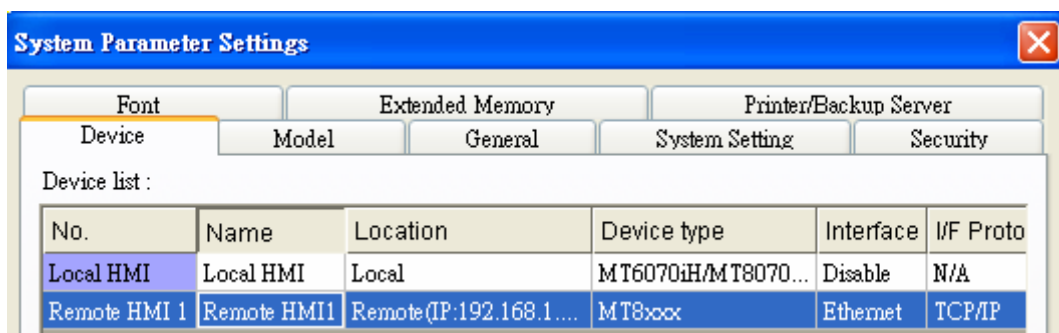 System Parameter Settings
Font Extended Memory Printer/Backup Server
Device Model General System Setting Security
Device list :
No. Name Location Device type Interface I/F Proto
Local HMI Local HMI Local MT6070iH/MT8070... Disable N/A
Remote HMI 1 Remote HMI1 Remote(IP:192.168.1.... MT8xxx Ethernet TCP/IP